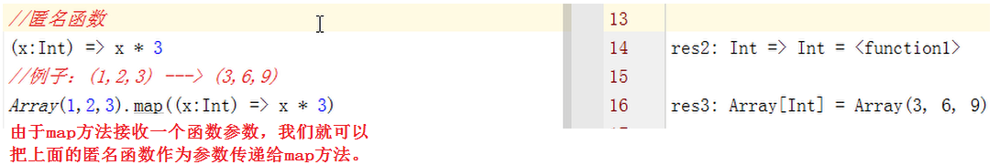 //匿名函数
(x:Int) => x * 3
//例子: (1,2,3) ---> (3,6,9)
Array(1,2,3).map((x:Int) => x * 3)
由于map方法接收一个函数参数，我们就可以
把上面的匿名函数作为参数传递给map方法。
13
14 res2: Int => Int = <function1>
15
16 res3: Array[Int] = Array(3, 6, 9)